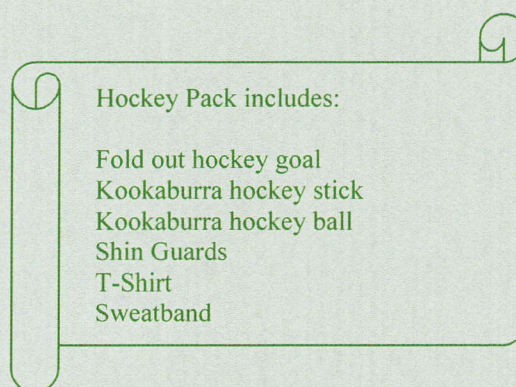 Hockey Pack includes:
Fold out hockey goal
Kookaburra hockey stick
Kookaburra hockey ball
Shin Guards
T-Shirt
Sweatband